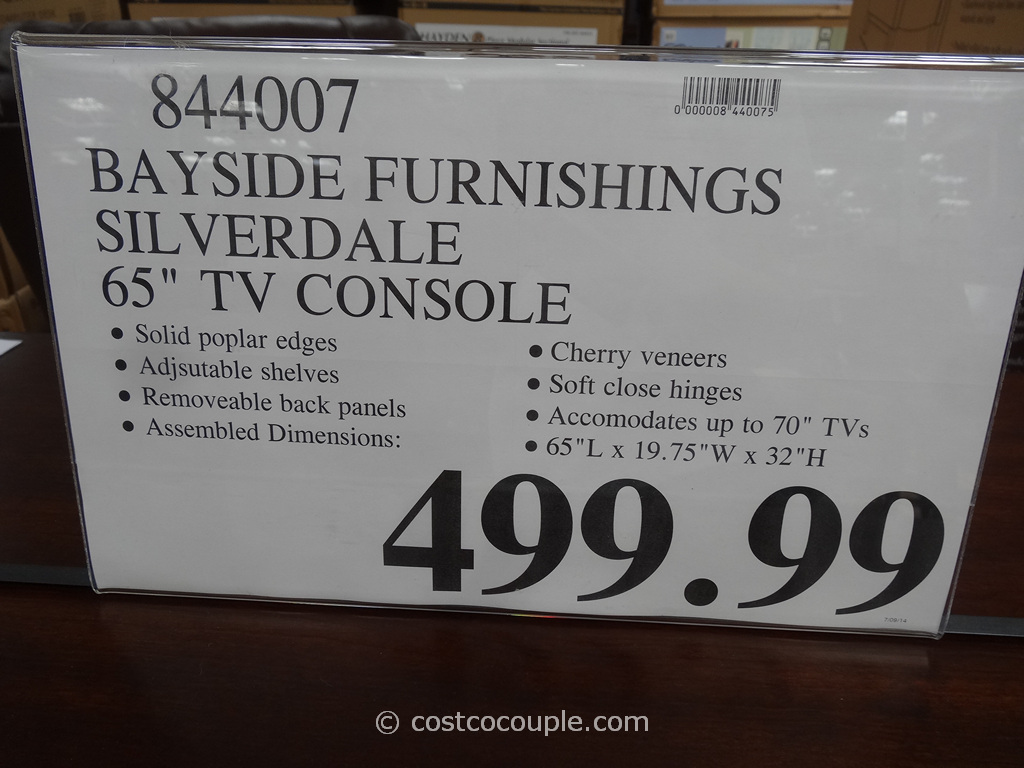 HAYDEN
844007
0 000008 440075
BAYSIDE FURNISHINGS
SILVERDALE
65" TV CONSOLE
• Solid poplar edges
• Adjsutable shelves
• Removeable back panels
• Assembled Dimensions:
• Cherry veneers
• Soft close hinges
• Accomodates up to 70" TVs
• 65"L x 19.75"W x 32"H
499.99
© costcocouple.com